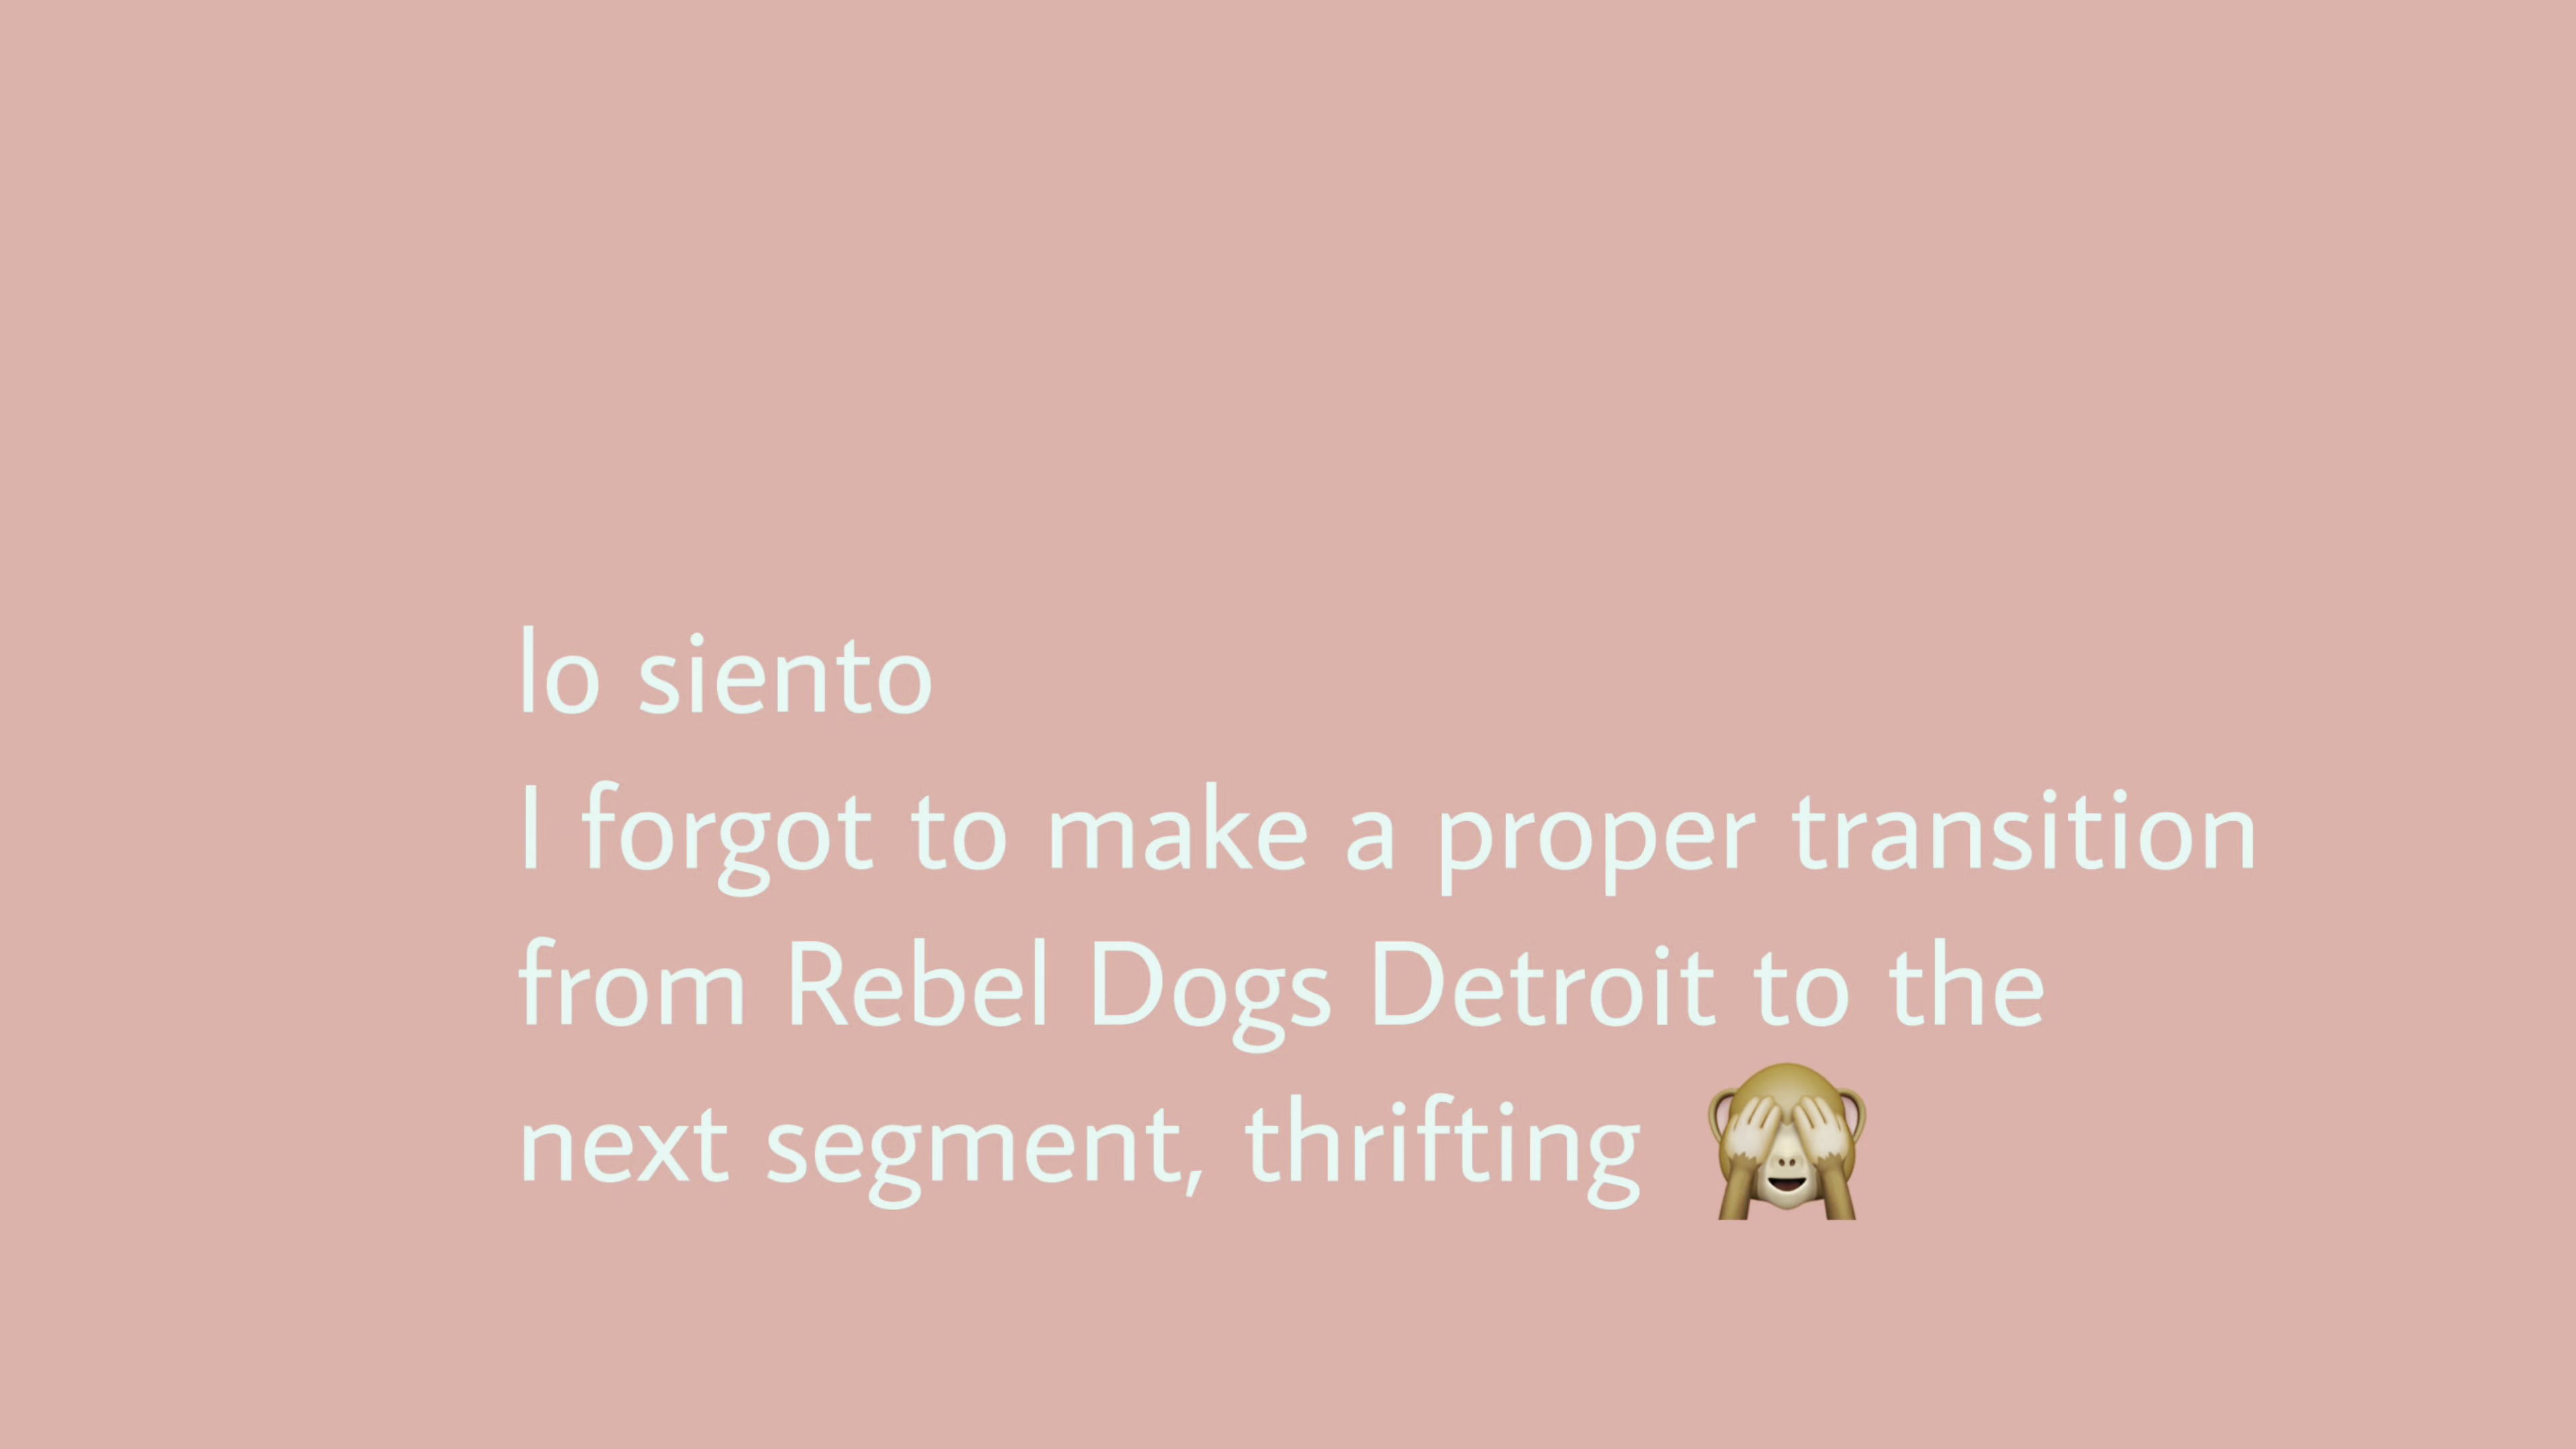 lo siento
I forgot to make a proper transition
from Rebel Dogs Detroit to the
next segment, thrifting 🙈